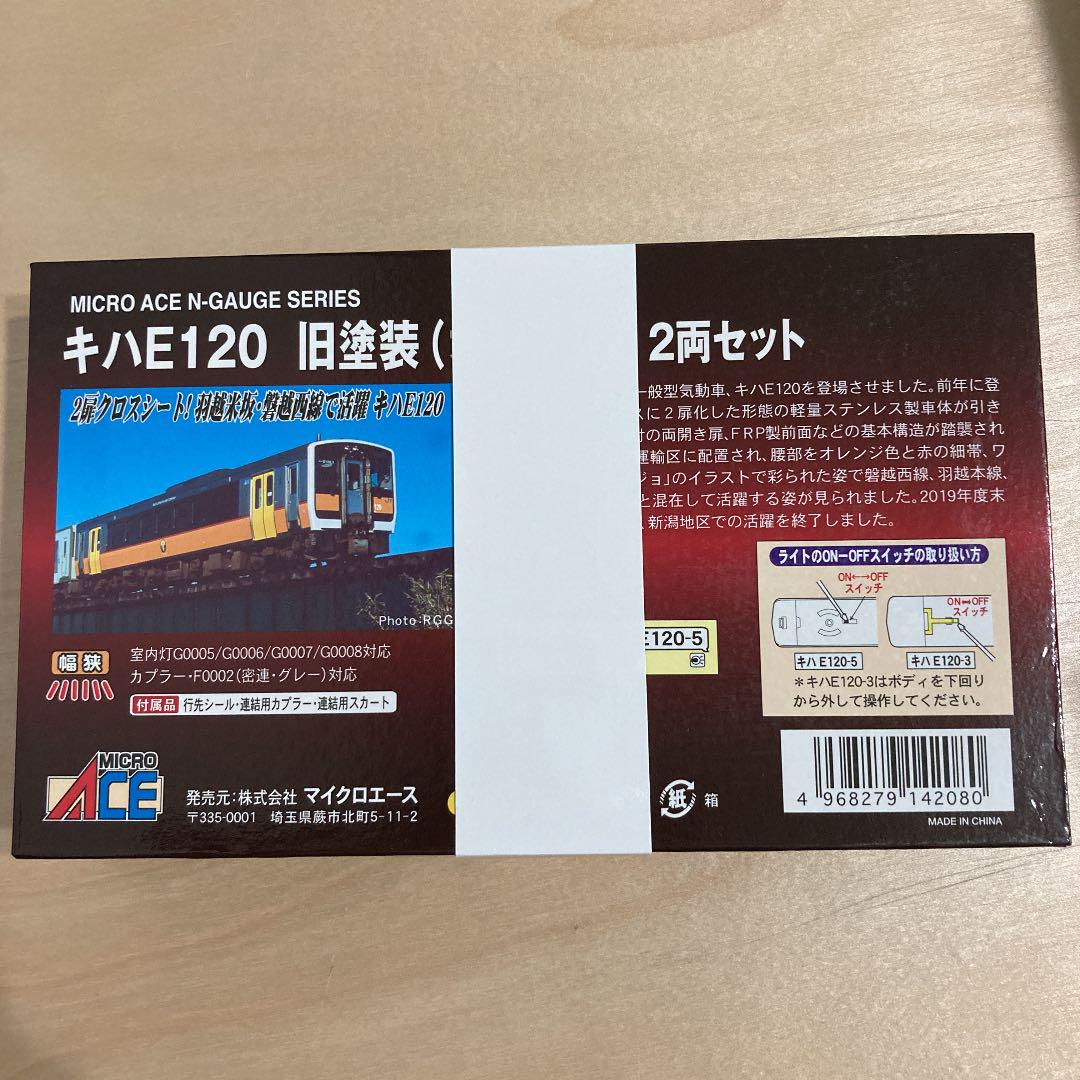 MICRO ACE N-GAUGE SERIES
キハE120 旧塗装( 2両セット
2扉クロスシート!羽越米坂・磐越西線で活躍 キハE120
Photo:RGG
一般型気動車、キハE120を登場させました。前年に登
スに2扉化した形態の軽量ステンレス製車体が引き
付の両開き扉、FRP製前面などの基本構造が踏襲され
運輸区に配置され、腰部をオレンジ色と赤の細帯、ワ
ジョ」のイラストで彩られた姿で磐越西線、羽越本線、
と混在して活躍する姿が見られました。2019年度末
、新潟地区での活躍を終了しました。
幅狭
室内灯G0005/G0006/G0007/G0008対応
カプラー・F0002(密連・グレー)対応
付属品 行先シール・連結用カプラー・連結用スカート
E120-5
ライトのON-OFFスイッチの取り扱い方
ON←→OFF
スイッチ
キハE120-5
ON⇔OFF
スイッチ
キハE120-3
＊キハE120-3はボディを下回り
から外して操作してください。
MICRO
ACE
発売元:株式会社 マイクロエース
〒335-0001 埼玉県蕨市北町5-11-2
紙 箱
4 968279 142080
MADE IN CHINA